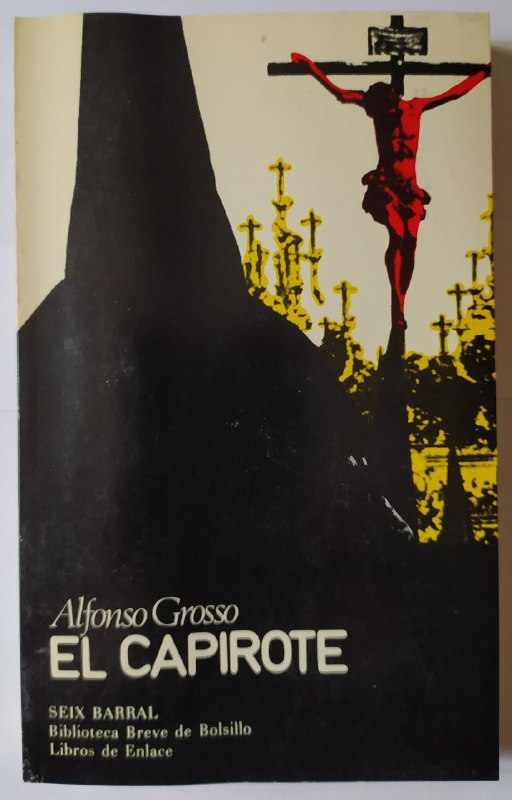 Alfonso Grosso
EL CAPIROTE
SEIX BARRAL
Biblioteca Breve de Bolsillo
Libros de Enlace